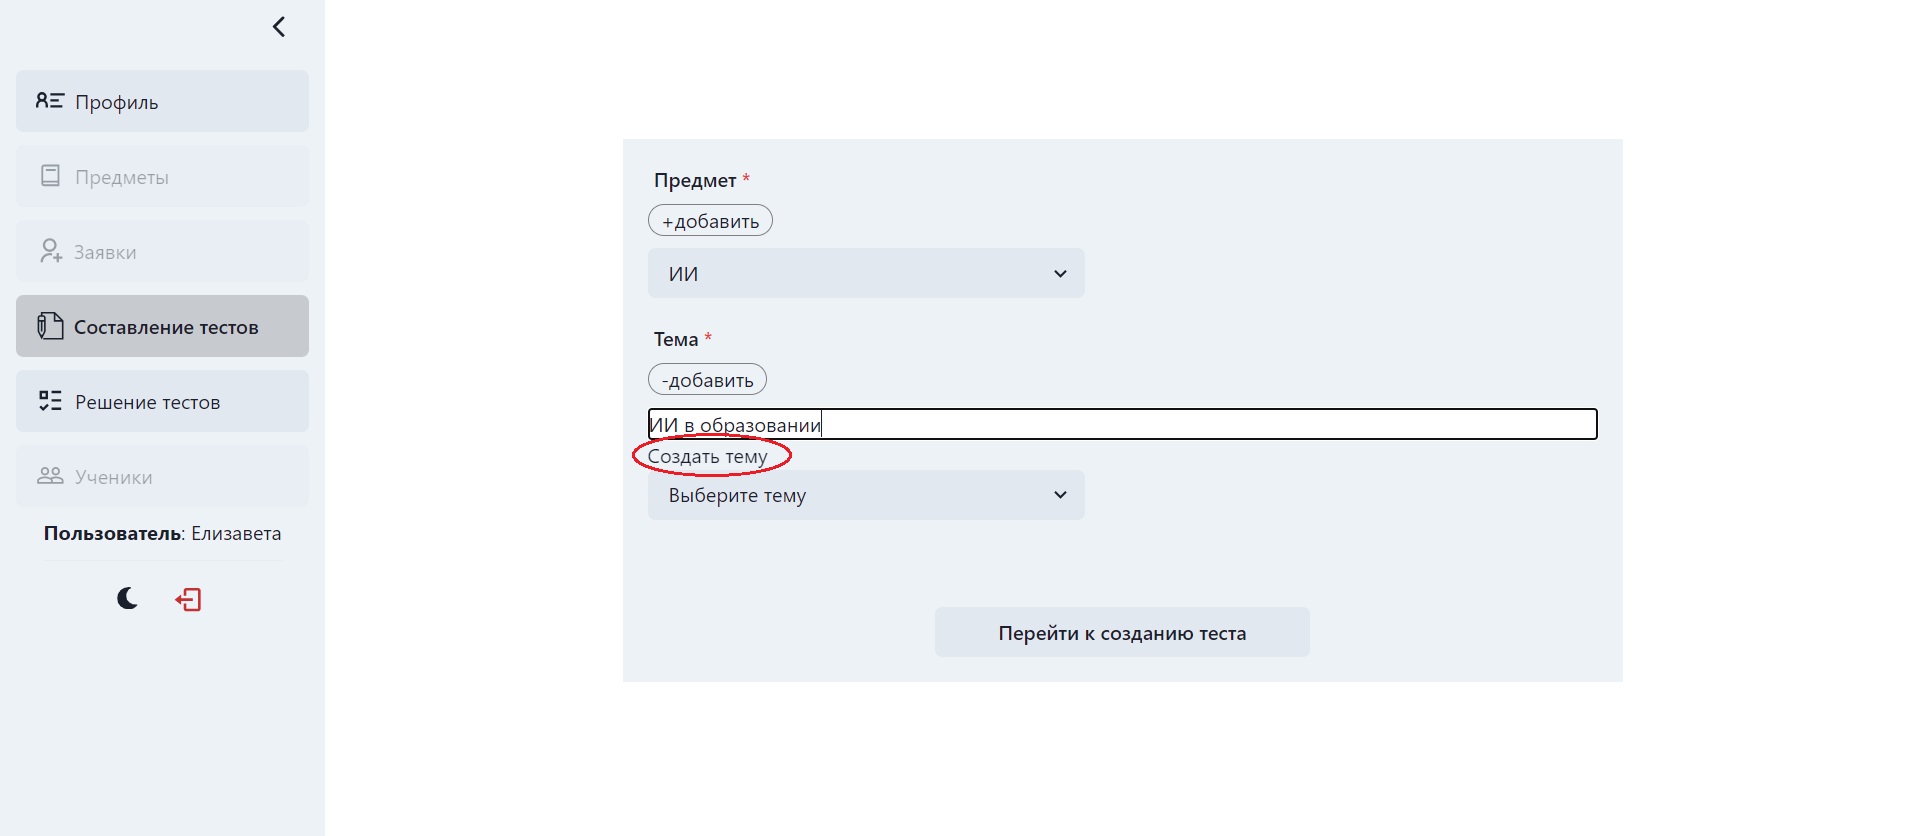 Профиль
Предметы
Заявки
Составление тестов
Решение тестов
Ученики
Пользователь: Елизавета
Предмет *
+добавить
ИИ
Тема *
-добавить
ИИ в образовании
Создать тему
Выберите тему
Перейти к созданию теста